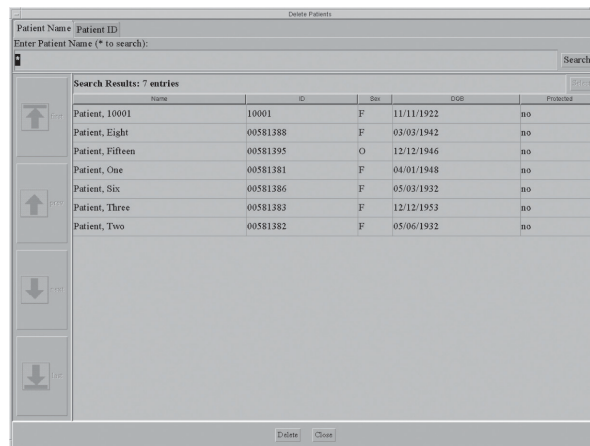 Delete Patients
Patient Name Patient ID
Enter Patient Name (* to search):
*
Search
Search Results: 7 entries
Name ID Sex DOB Protected
Patient, 10001 10001 F 11/11/1922 no
Patient, Eight 00581388 F 03/03/1942 no
Patient, Fifteen 00581395 O 12/12/1946 no
Patient, One 00581381 F 04/01/1948 no
Patient, Six 00581386 F 05/03/1932 no
Patient, Three 00581383 F 12/12/1953 no
Patient, Two 00581382 F 05/06/1932 no
Delete Close